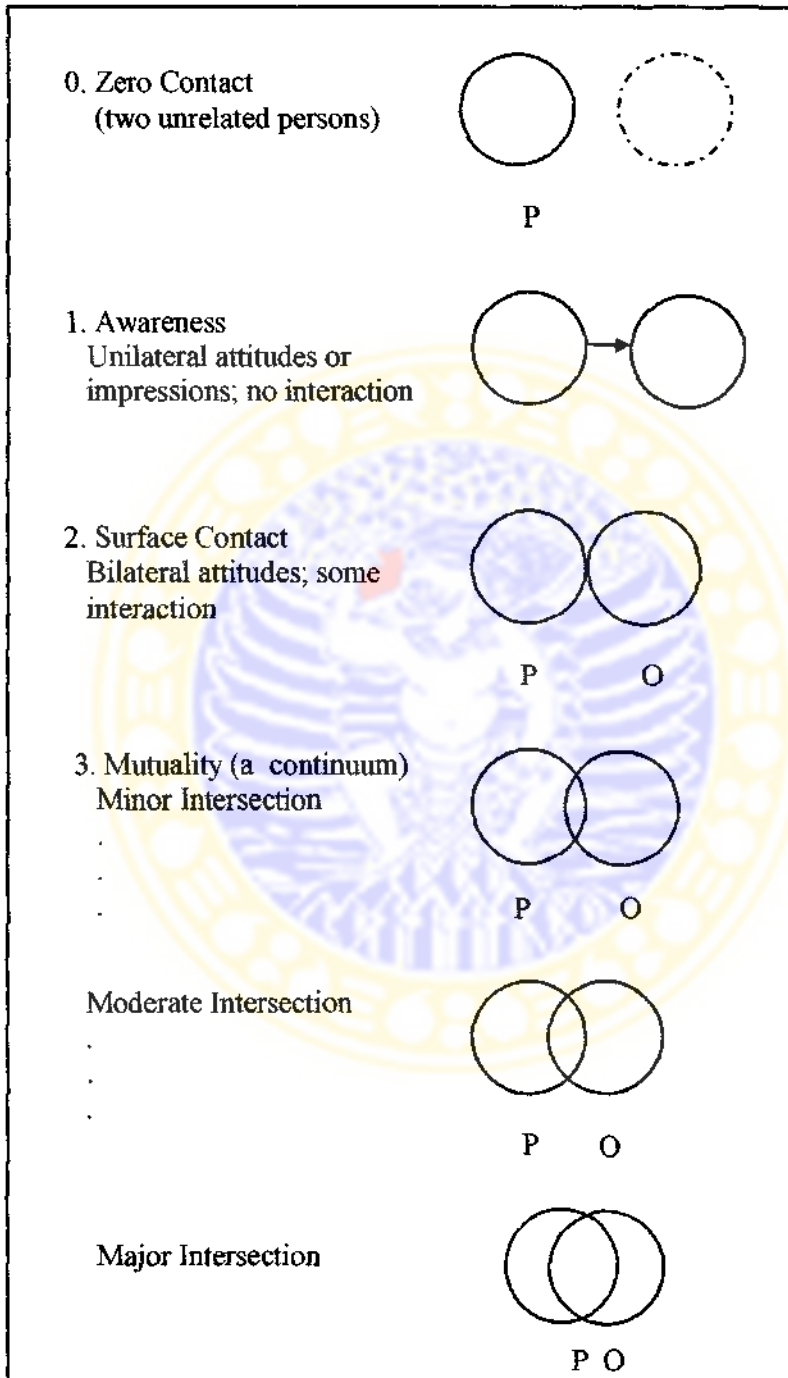 0. Zero Contact
(two unrelated persons)
P
1. Awareness
Unilateral attitudes or
impressions; no interaction
2. Surface Contact
Bilateral attitudes; some
interaction
P O
3. Mutuality (a continuum)
Minor Intersection
.
.
.
P O
Moderate Intersection
.
.
.
P O
Major Intersection
P O